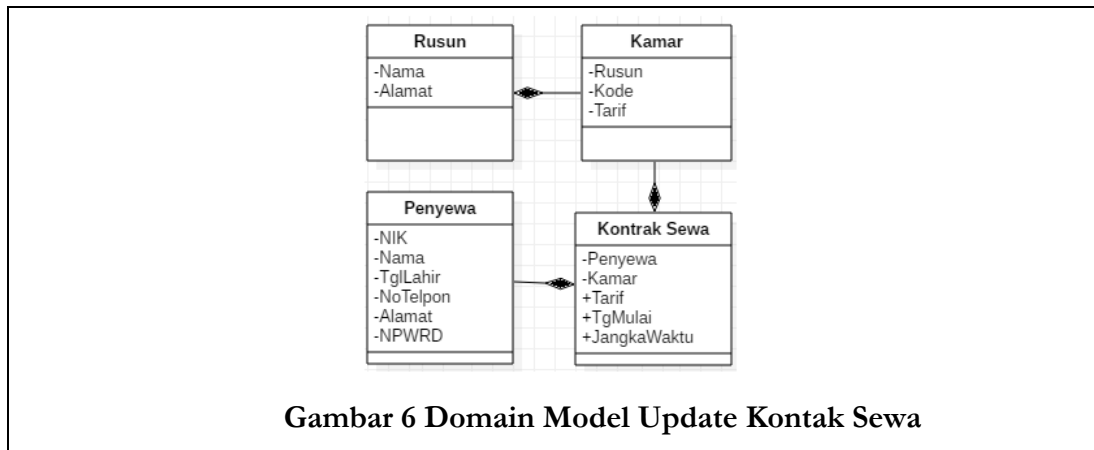 Rusun
-Nama
-Alamat
Kamar
-Rusun
-Kode
-Tarif
Penyewa
-NIK
-Nama
-TglLahir
-NoTelpon
-Alamat
-NPWRD
Kontrak Sewa
-Penyewa
-Kamar
+Tarif
+TgMulai
+JangkaWaktu
Gambar 6 Domain Model Update Kontak Sewa